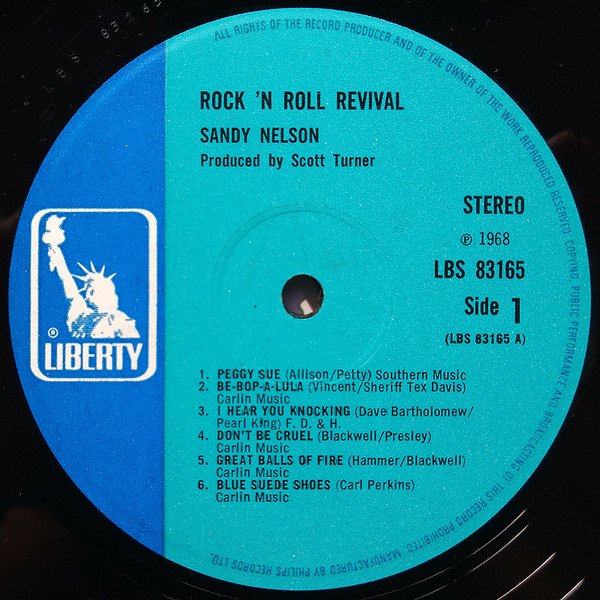 LBS 83165
ALL RIGHTS OF THE RECORD PRODUCER AND OF THE OWNER OF THE WORK REPRODUCED RESERVED. COPYING, PUBLIC PERFORMANCE AND BROADCASTING OF THIS RECORD PROHIBITED. MANUFACTURED BY PHILIPS RECORDS LTD.
ROCK 'N ROLL REVIVAL
SANDY NELSON
Produced by Scott Turner
STEREO
℗ 1968
LBS 83165
Side 1
(LBS 83165 A)
®
LIBERTY
1. PEGGY SUE (Allison/Petty) Southern Music
2. BE-BOP-A-LULA (Vincent/Sheriff Tex Davis)
Carlin Music
3. I HEAR YOU KNOCKING (Dave Bartholomew/
Pearl King) F. D. & H.
4. DON'T BE CRUEL (Blackwell/Presley)
Carlin Music
5. GREAT BALLS OF FIRE (Hammer/Blackwell)
Carlin Music
6. BLUE SUEDE SHOES (Carl Perkins)
Carlin Music